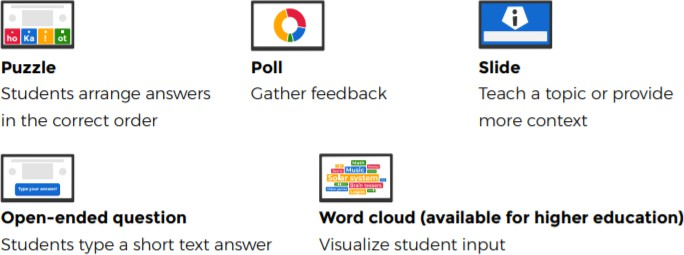 ho Ka ! ot
Puzzle
Students arrange answers
in the correct order
Poll
Gather feedback
Slide
Teach a topic or provide
more context
Type your answer!
Open-ended question
Students type a short text answer
Math
Music
Solar system
Brain teasers
Word cloud (available for higher education)
Visualize student input